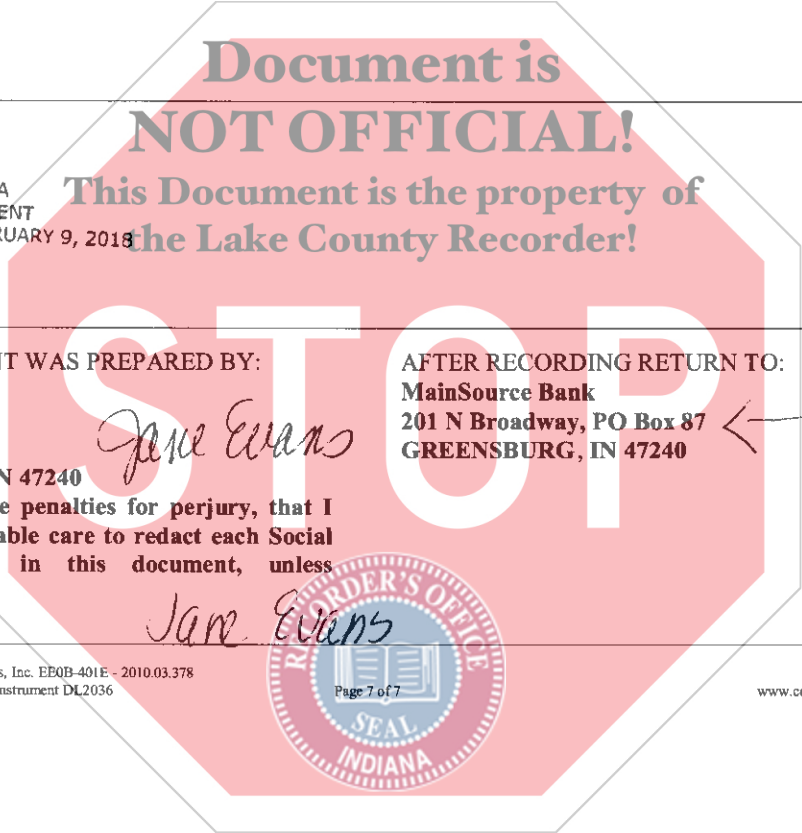 Document is
NOT OFFICIAL!
This Document is the property of
the Lake County Recorder!
A
ENT
RUARY 9, 2018
STOP
NT WAS PREPARED BY:
Jane Evans
N 47240
e penalties for perjury, that I
able care to redact each Social
in this document, unless
Jane Evans
AFTER RECORDING RETURN TO:
MainSource Bank
201 N Broadway, PO Box 87
GREENSBURG, IN 47240
RECORDER'S OFFICE
SEAL
INDIANA
s, Inc. EE0B-401E - 2010.03.378
nstrument DL2036
Page 7 of 7
www.co